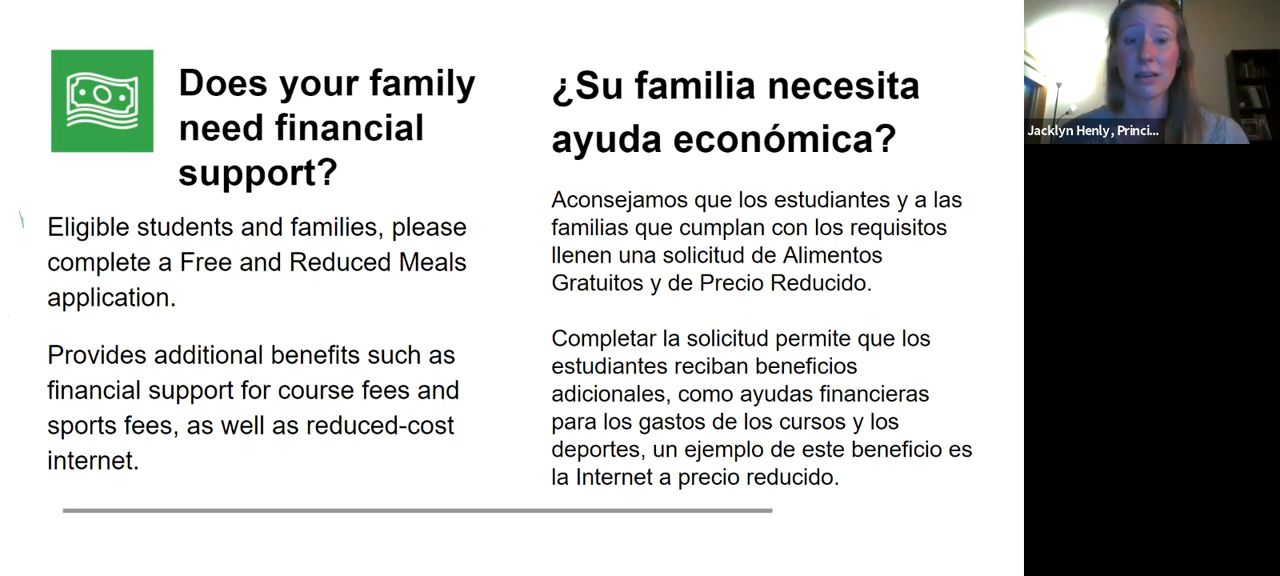 Does your family
need financial
support?
Eligible students and families, please
complete a Free and Reduced Meals
application.
Provides additional benefits such as
financial support for course fees and
sports fees, as well as reduced-cost
internet.
¿Su familia necesita
ayuda económica?
Aconsejamos que los estudiantes y a las
familias que cumplan con los requisitos
llenen una solicitud de Alimentos
Gratuitos y de Precio Reducido.
Completar la solicitud permite que los
estudiantes reciban beneficios
adicionales, como ayudas financieras
para los gastos de los cursos y los
deportes, un ejemplo de este beneficio es
la Internet a precio reducido.
Jacklyn Henly, Princi...